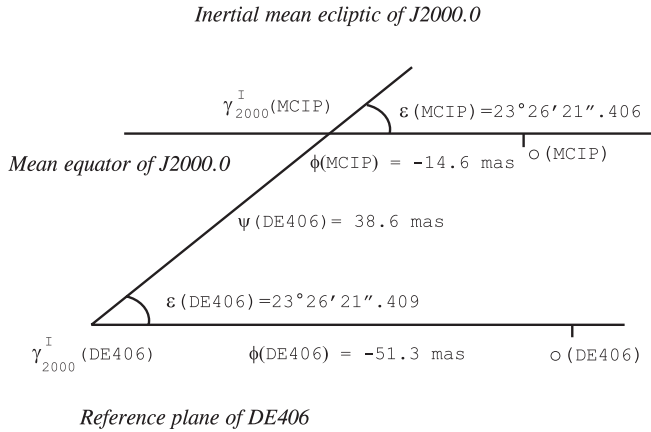 Inertial mean ecliptic of J2000.0
γ^I_2000 (MCIP)
ε(MCIP)=23°26′21″.406
Mean equator of J2000.0
ϕ(MCIP) = -14.6 mas
o(MCIP)
ψ(DE406)= 38.6 mas
ε(DE406)=23°26′21″.409
γ^I_2000 (DE406)
ϕ(DE406) = -51.3 mas
o(DE406)
Reference plane of DE406